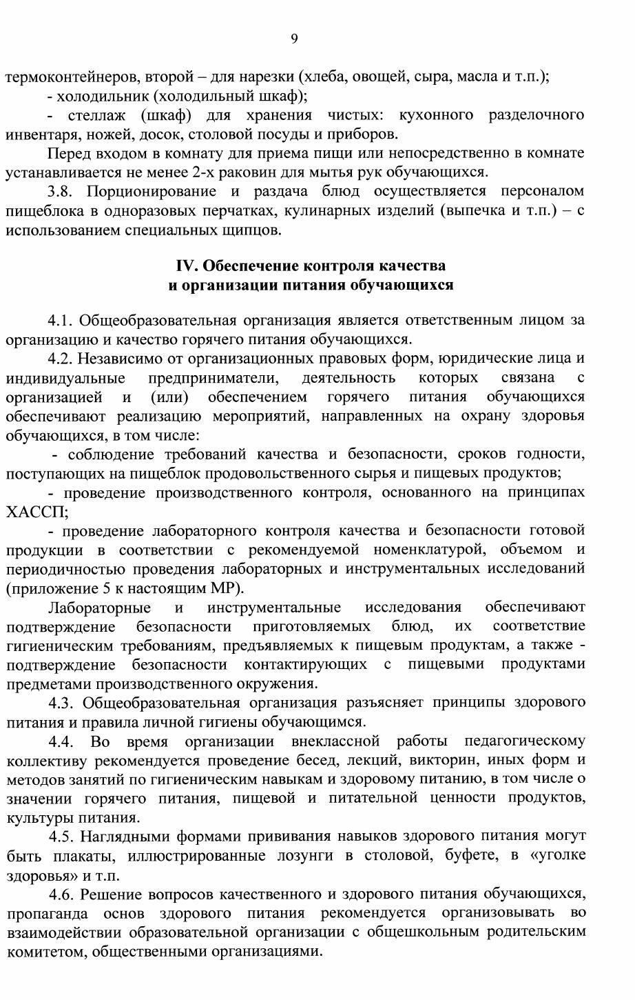 9
термоконтейнеров, второй – для нарезки (хлеба, овощей, сыра, масла и т.п.);
- холодильник (холодильный шкаф);
- стеллаж (шкаф) для хранения чистых: кухонного разделочного
инвентаря, ножей, досок, столовой посуды и приборов.
Перед входом в комнату для приема пищи или непосредственно в комнате
устанавливается не менее 2-х раковин для мытья рук обучающихся.
3.8. Порционирование и раздача блюд осуществляется персоналом
пищеблока в одноразовых перчатках, кулинарных изделий (выпечка и т.п.) – с
использованием специальных щипцов.
IV. Обеспечение контроля качества
и организации питания обучающихся
4.1. Общеобразовательная организация является ответственным лицом за
организацию и качество горячего питания обучающихся.
4.2. Независимо от организационных правовых форм, юридические лица и
индивидуальные предприниматели, деятельность которых связана с
организацией и (или) обеспечением горячего питания обучающихся
обеспечивают реализацию мероприятий, направленных на охрану здоровья
обучающихся, в том числе:
- соблюдение требований качества и безопасности, сроков годности,
поступающих на пищеблок продовольственного сырья и пищевых продуктов;
- проведение производственного контроля, основанного на принципах
ХАССП;
- проведение лабораторного контроля качества и безопасности готовой
продукции в соответствии с рекомендуемой номенклатурой, объемом и
периодичностью проведения лабораторных и инструментальных исследований
(приложение 5 к настоящим МР).
Лабораторные и инструментальные исследования обеспечивают
подтверждение безопасности приготовляемых блюд, их соответствие
гигиеническим требованиям, предъявляемых к пищевым продуктам, а также -
подтверждение безопасности контактирующих с пищевыми продуктами
предметами производственного окружения.
4.3. Общеобразовательная организация разъясняет принципы здорового
питания и правила личной гигиены обучающимся.
4.4. Во время организации внеклассной работы педагогическому
коллективу рекомендуется проведение бесед, лекций, викторин, иных форм и
методов занятий по гигиеническим навыкам и здоровому питанию, в том числе о
значении горячего питания, пищевой и питательной ценности продуктов,
культуры питания.
4.5. Наглядными формами прививания навыков здорового питания могут
быть плакаты, иллюстрированные лозунги в столовой, буфете, в «уголке
здоровья» и т.п.
4.6. Решение вопросов качественного и здорового питания обучающихся,
пропаганда основ здорового питания рекомендуется организовывать во
взаимодействии образовательной организации с общешкольным родительским
комитетом, общественными организациями.